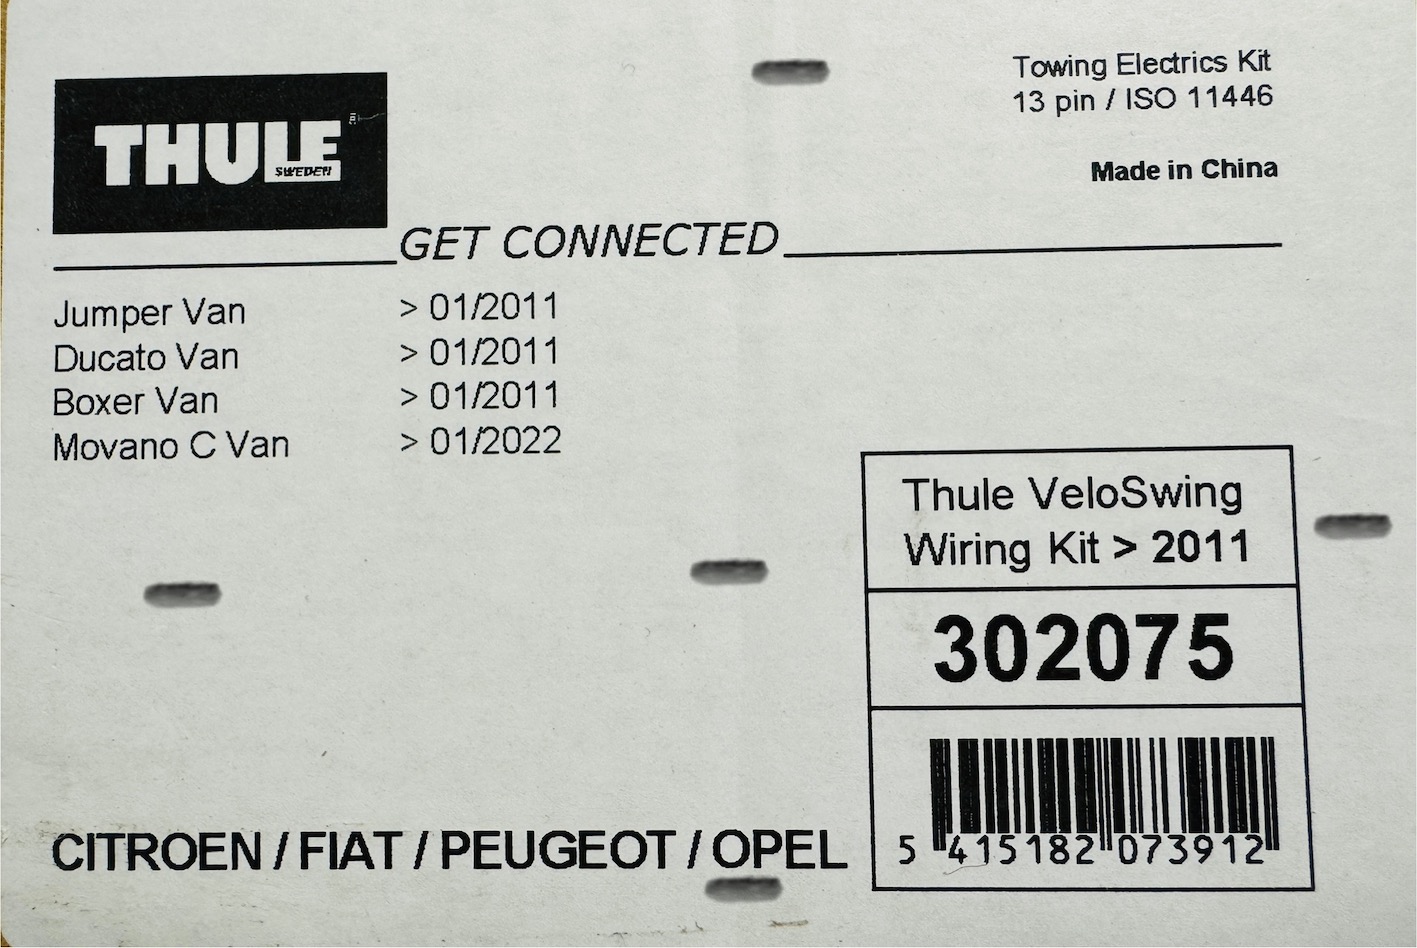 THULE
SWEDEN
Towing Electrics Kit
13 pin / ISO 11446
Made in China
GET CONNECTED
Jumper Van > 01/2011
Ducato Van > 01/2011
Boxer Van > 01/2011
Movano C Van > 01/2022
Thule VeloSwing
Wiring Kit > 2011
302075
5 415182 073912
CITROEN / FIAT / PEUGEOT / OPEL